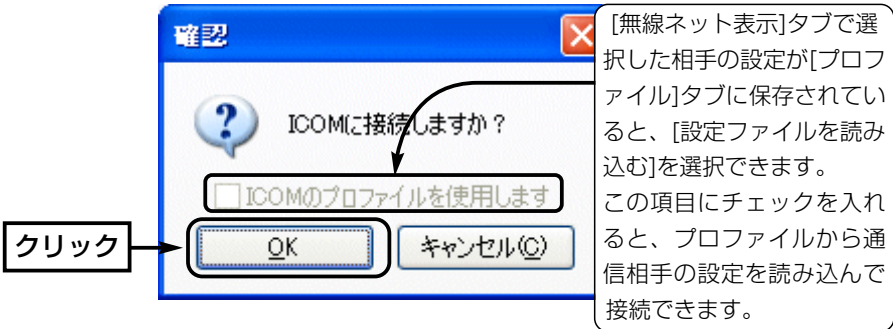 確認
ICOMに接続しますか？
ICOMのプロファイルを使用します
OK
キャンセル(C)
クリック
[無線ネット表示]タブで選
択した相手の設定が[プロフ
ァイル]タブに保存されてい
ると、[設定ファイルを読み
込む]を選択できます。
この項目にチェックを入れ
ると、プロファイルから通
信相手の設定を読み込んで
接続できます。